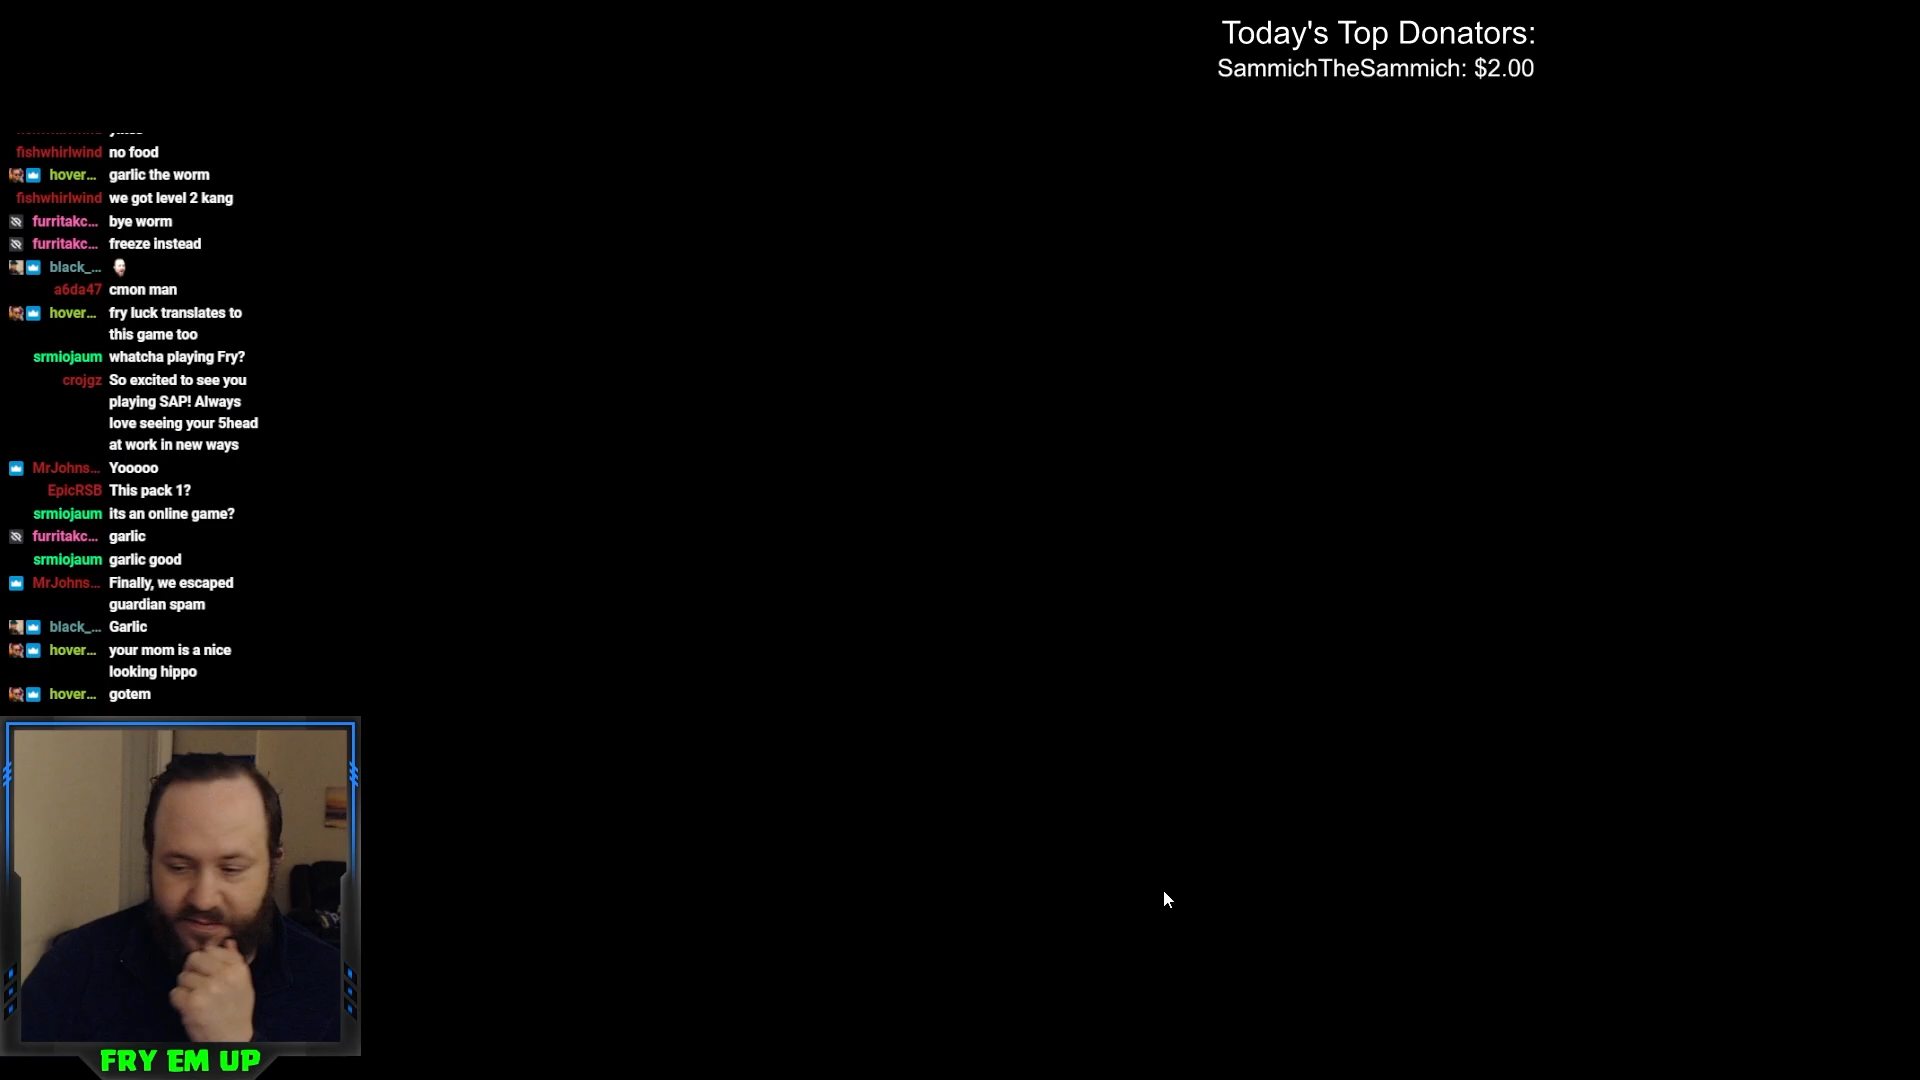 Today's Top Donators:
SammichTheSammich: $2.00
fishwhirlwind no food
hover... garlic the worm
fishwhirlwind we got level 2 kang
furritakc... bye worm
furritakc... freeze instead
black_...
a6da47 cmon man
hover... fry luck translates to
this game too
srmiojaum whatcha playing Fry?
crojgz So excited to see you
playing SAP! Always
love seeing your 5head
at work in new ways
MrJohns... Yooooo
EpicRSB This pack 1?
srmiojaum its an online game?
furritakc... garlic
srmiojaum garlic good
MrJohns... Finally, we escaped
guardian spam
black_... Garlic
hover... your mom is a nice
looking hippo
hover... gotem
FRY EM UP